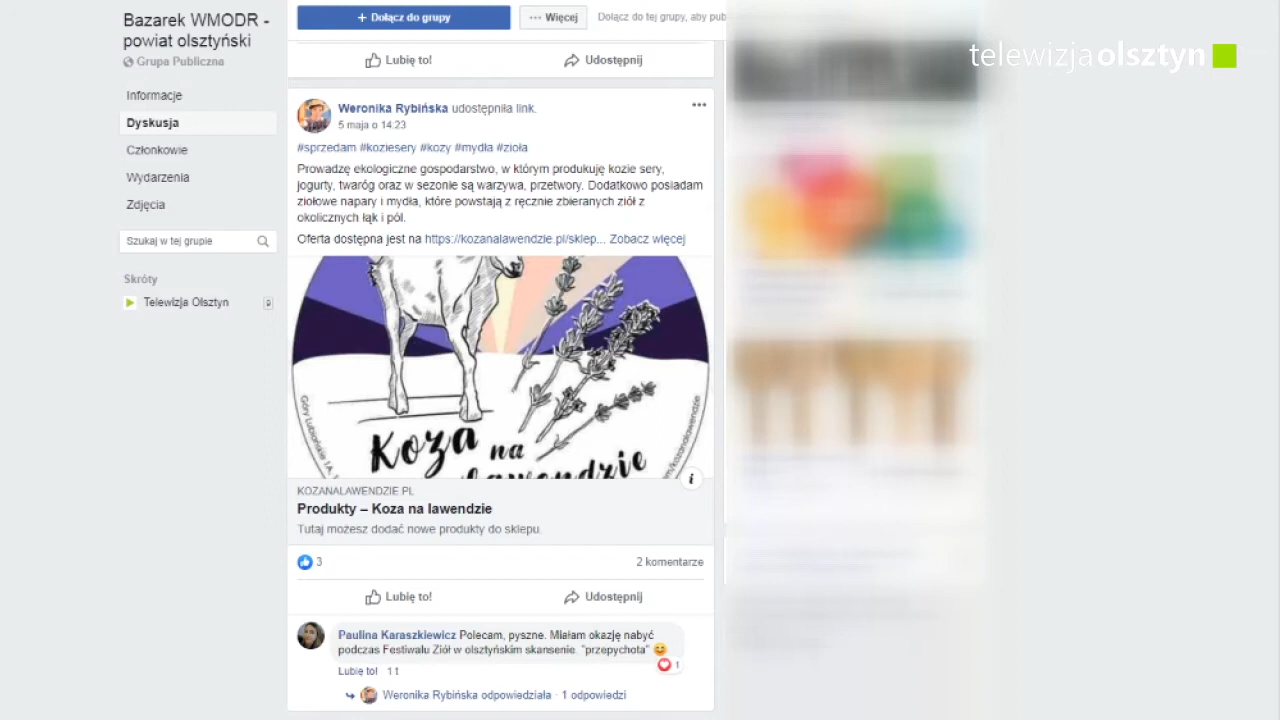 Bazarek WMODR -
powiat olsztyński
Grupa Publiczna
Informacje
Dyskusja
Członkowie
Wydarzenia
Zdjęcia
Szukaj w tej grupie
Skróty
Telewizja Olsztyn
9
+ Dołącz do grupy
Więcej
Dołącz do tej grupy, aby pub
telewizjaolsztyn
Lubię to!
Udostępnij
Weronika Rybińska udostępniła link.
5 maja o 14:23
#sprzedam #koziesery #kozy #mydła #zioła
Prowadzę ekologiczne gospodarstwo, w którym produkuję kozie sery,
jogurty, twaróg oraz w sezonie są warzywa, przetwory. Dodatkowo posiadam
ziołowe napary i mydła, które powstają z ręcznie zbieranych ziół z
okolicznych łąk i pól.
Oferta dostępna jest na https://kozanalawendzie.pl/sklep... Zobacz więcej
Koza na
lawendzie
KOZANALAWENDZIE.PL
Produkty – Koza na lawendzie
Tutaj możesz dodać nowe produkty do sklepu.
3
2 komentarze
Lubię to!
Udostępnij
Paulina Karaszkiewicz Polecam, pyszne. Miałam okazję nabyć
podczas Festiwalu Ziół w olsztyńskim skansenie. "przepychota" 😊
1
Lubię to! 1 t
Weronika Rybińska odpowiedziała · 1 odpowiedzi